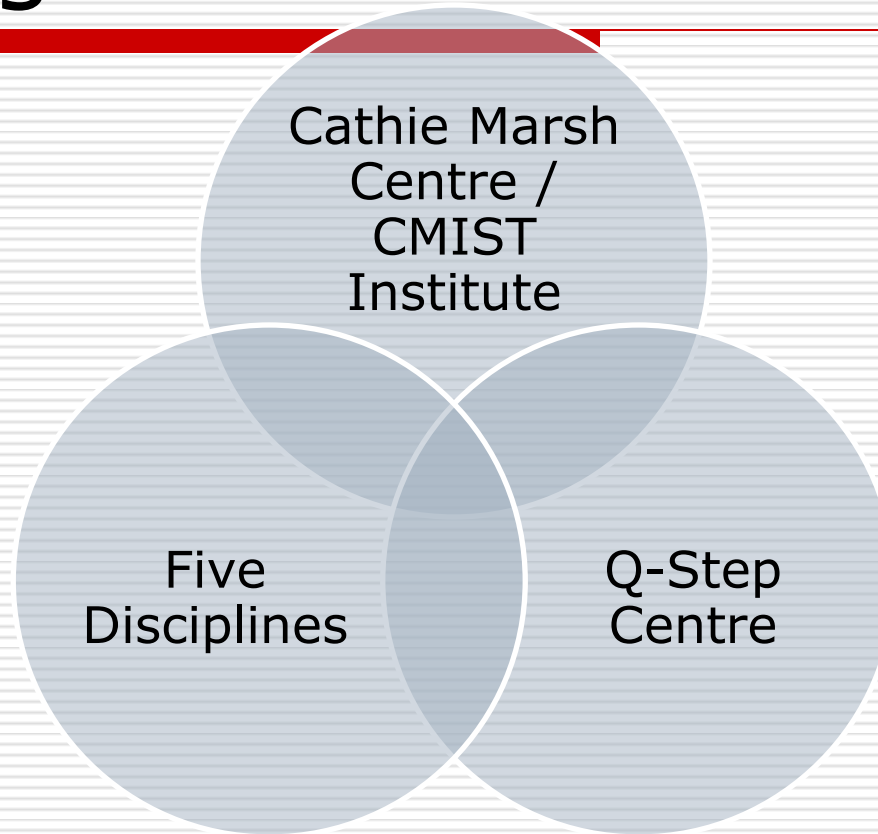 Cathie Marsh
Centre /
CMIST
Institute
Five
Disciplines
Q-Step
Centre